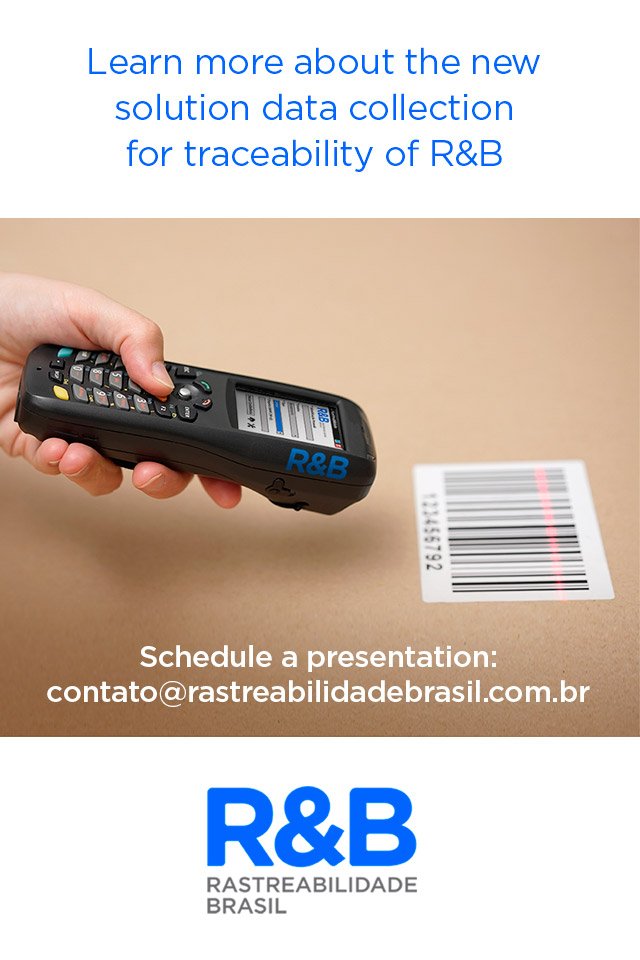 Learn more about the new
solution data collection
for traceability of R&B
R&B
R&B
123456792
Schedule a presentation:
contato@rastreabilidadebrasil.com.br
R&B
RASTREABILIDADE
BRASIL